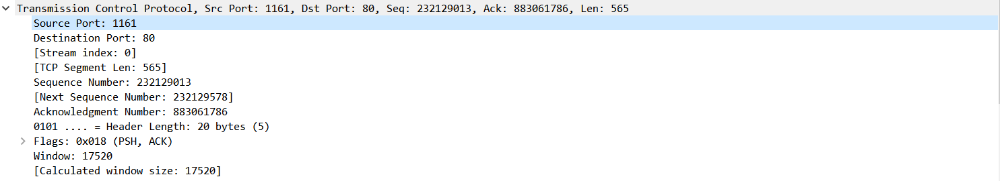 Transmission Control Protocol, Src Port: 1161, Dst Port: 80, Seq: 232129013, Ack: 883061786, Len: 565
Source Port: 1161
Destination Port: 80
[Stream index: 0]
[TCP Segment Len: 565]
Sequence Number: 232129013
[Next Sequence Number: 232129578]
Acknowledgment Number: 883061786
0101 .... = Header Length: 20 bytes (5)
Flags: 0x018 (PSH, ACK)
Window: 17520
[Calculated window size: 17520]